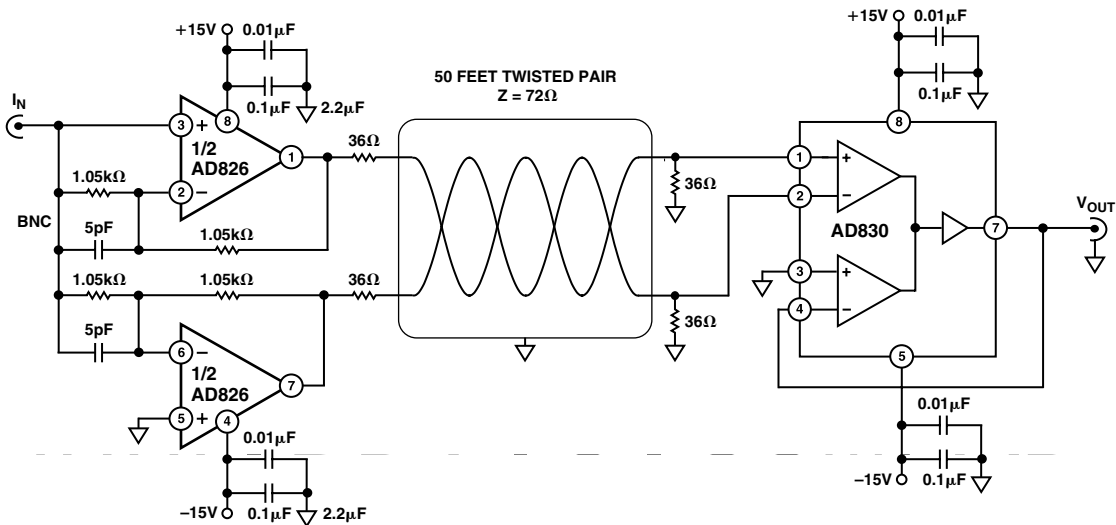 +15V
0.01µF
0.1µF
2.2µF
I_N
8
3
+
1/2
AD826
1
1.05kΩ
2
–
BNC
5pF
1.05kΩ
36Ω
1.05kΩ
1.05kΩ
36Ω
5pF
6
–
1/2
AD826
7
5
+
4
0.01µF
0.1µF
–15V
2.2µF
50 FEET TWISTED PAIR
Z = 72Ω
36Ω
36Ω
+15V
0.01µF
0.1µF
8
1
+
2
–
AD830
7
V_OUT
3
+
4
–
5
0.01µF
0.1µF
–15V